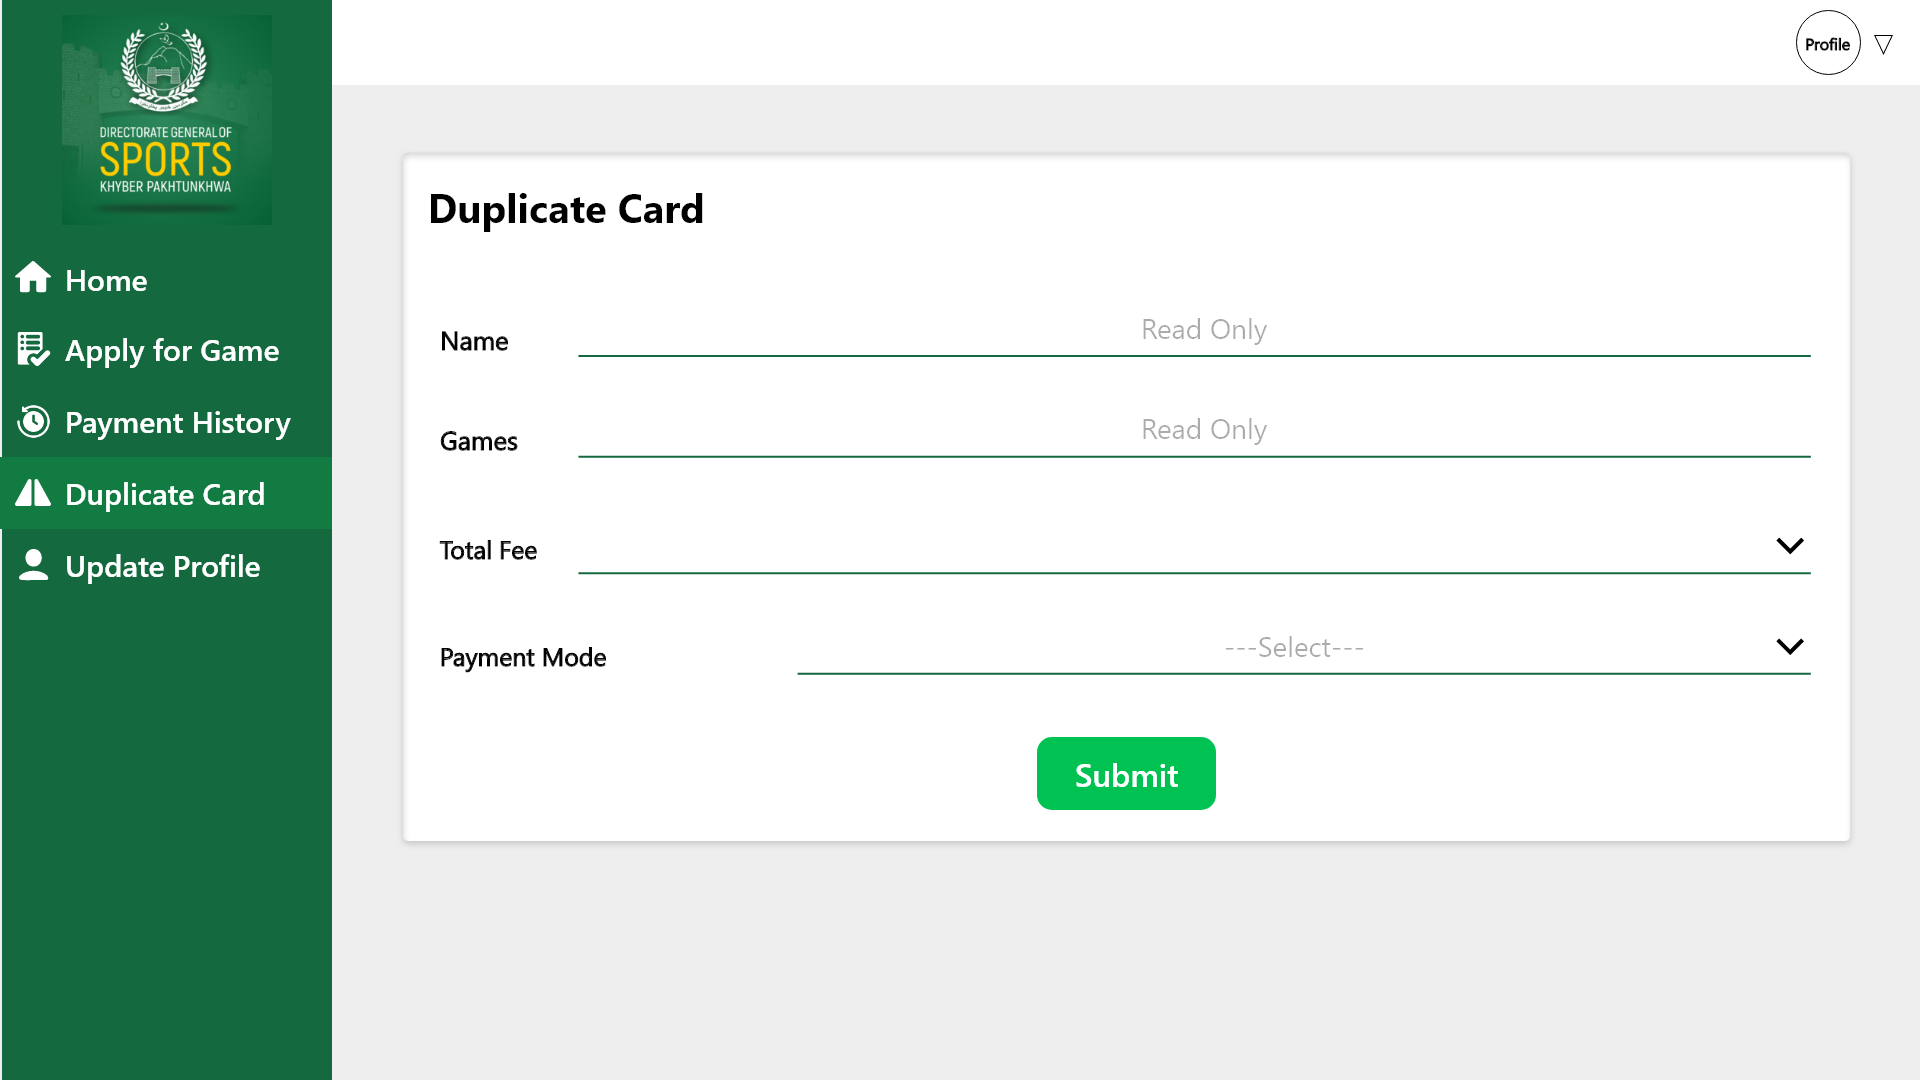 DIRECTORATE GENERAL OF
SPORTS
KHYBER PAKHTUNKHWA
Home
Apply for Game
Payment History
Duplicate Card
Update Profile
Profile
Duplicate Card
Name
Read Only
Games
Read Only
Total Fee
Payment Mode
---Select---
Submit